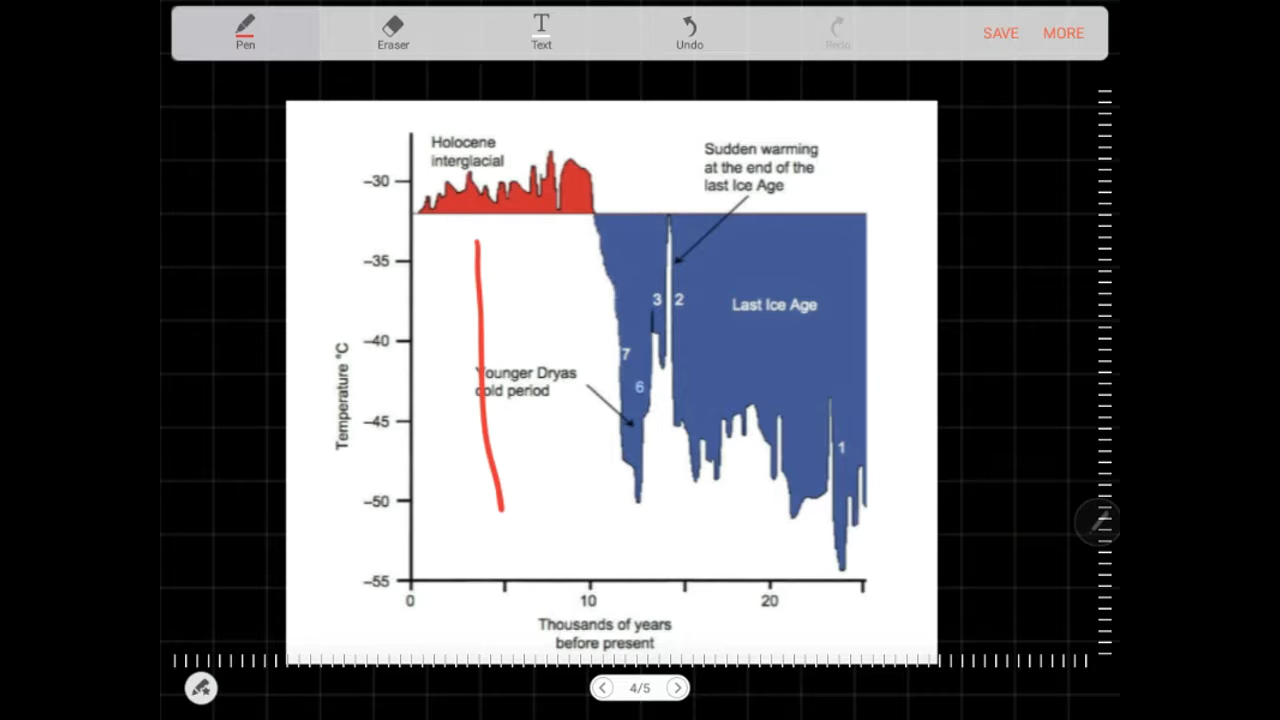 Pen
Eraser
T
Text
Undo
Redo
SAVE
MORE
Holocene
interglacial
Sudden warming
at the end of the
last Ice Age
–30
–35
–40
–45
–50
–55
Temperature °C
3
2
Last Ice Age
7
6
Younger Dryas
cold period
1
0
10
20
Thousands of years
before present
4/5